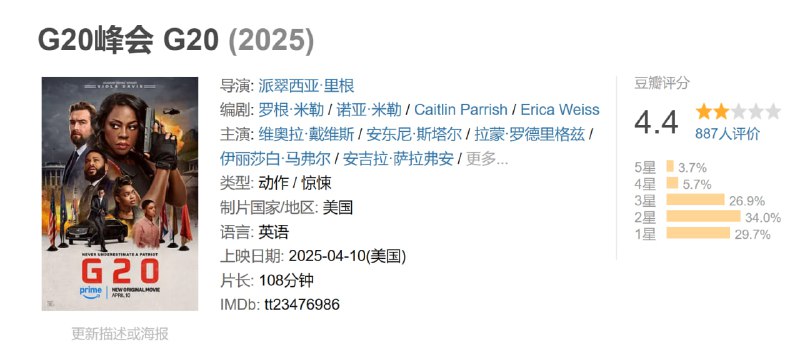 G20峰会 G20 (2025)
VIOLA DAVIS
NEVER UNDERESTIMATE A PATRIOT
G20
prime
NEW ORIGINAL MOVIE
APRIL 10
更新描述或海报
导演: 派翠西亚·里根
编剧: 罗根·米勒 / 诺亚·米勒 / Caitlin Parrish / Erica Weiss
主演: 维奥拉·戴维斯 / 安东尼·斯塔尔 / 拉蒙·罗德里格兹 /
伊丽莎白·马弗尔 / 安吉拉·萨拉弗安 / 更多...
类型: 动作 / 惊悚
制片国家/地区: 美国
语言: 英语
上映日期: 2025-04-10(美国)
片长: 108分钟
IMDb: tt23476986
豆瓣评分
4.4
887人评价
5星 3.7%
4星 5.7%
3星 26.9%
2星 34.0%
1星 29.7%